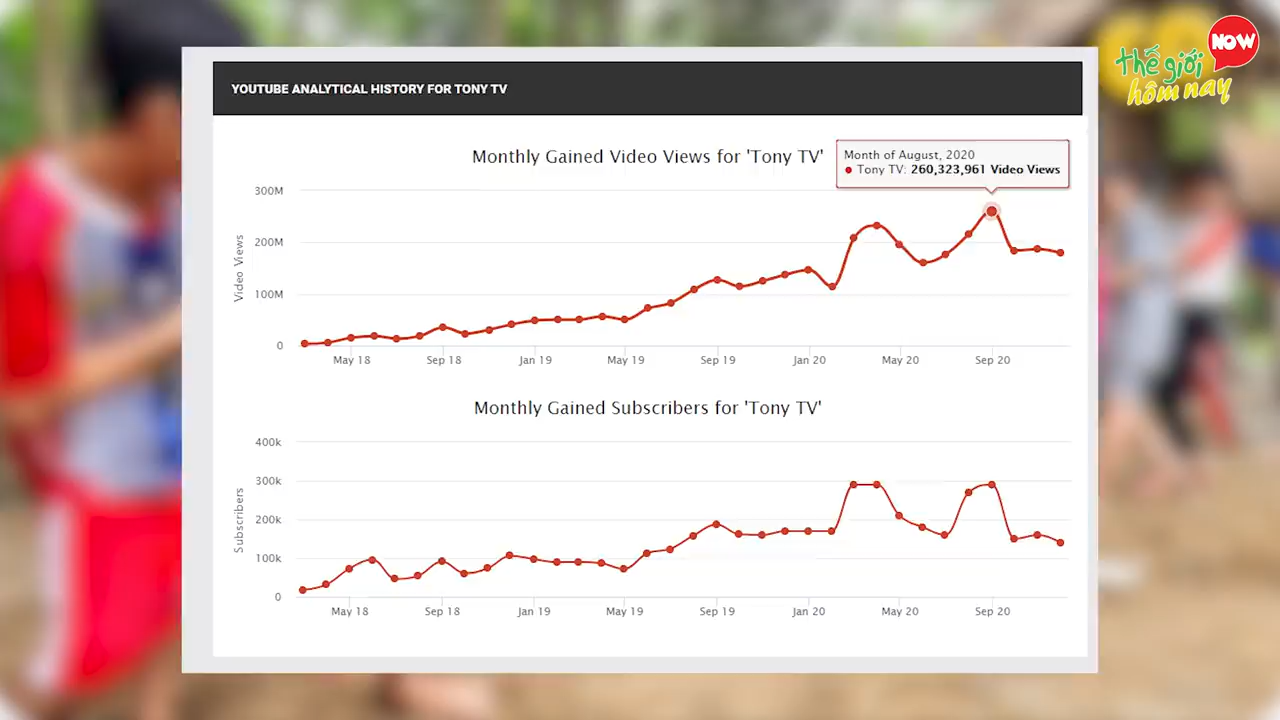 NOW
thế giới
hôm nay
YOUTUBE ANALYTICAL HISTORY FOR TONY TV
Monthly Gained Video Views for 'Tony TV'
Month of August, 2020
Tony TV: 260,323,961 Video Views
Video Views
300M
200M
100M
0
May 18 Sep 18 Jan 19 May 19 Sep 19 Jan 20 May 20 Sep 20
Monthly Gained Subscribers for 'Tony TV'
Subscribers
400k
300k
200k
100k
0
May 18 Sep 18 Jan 19 May 19 Sep 19 Jan 20 May 20 Sep 20